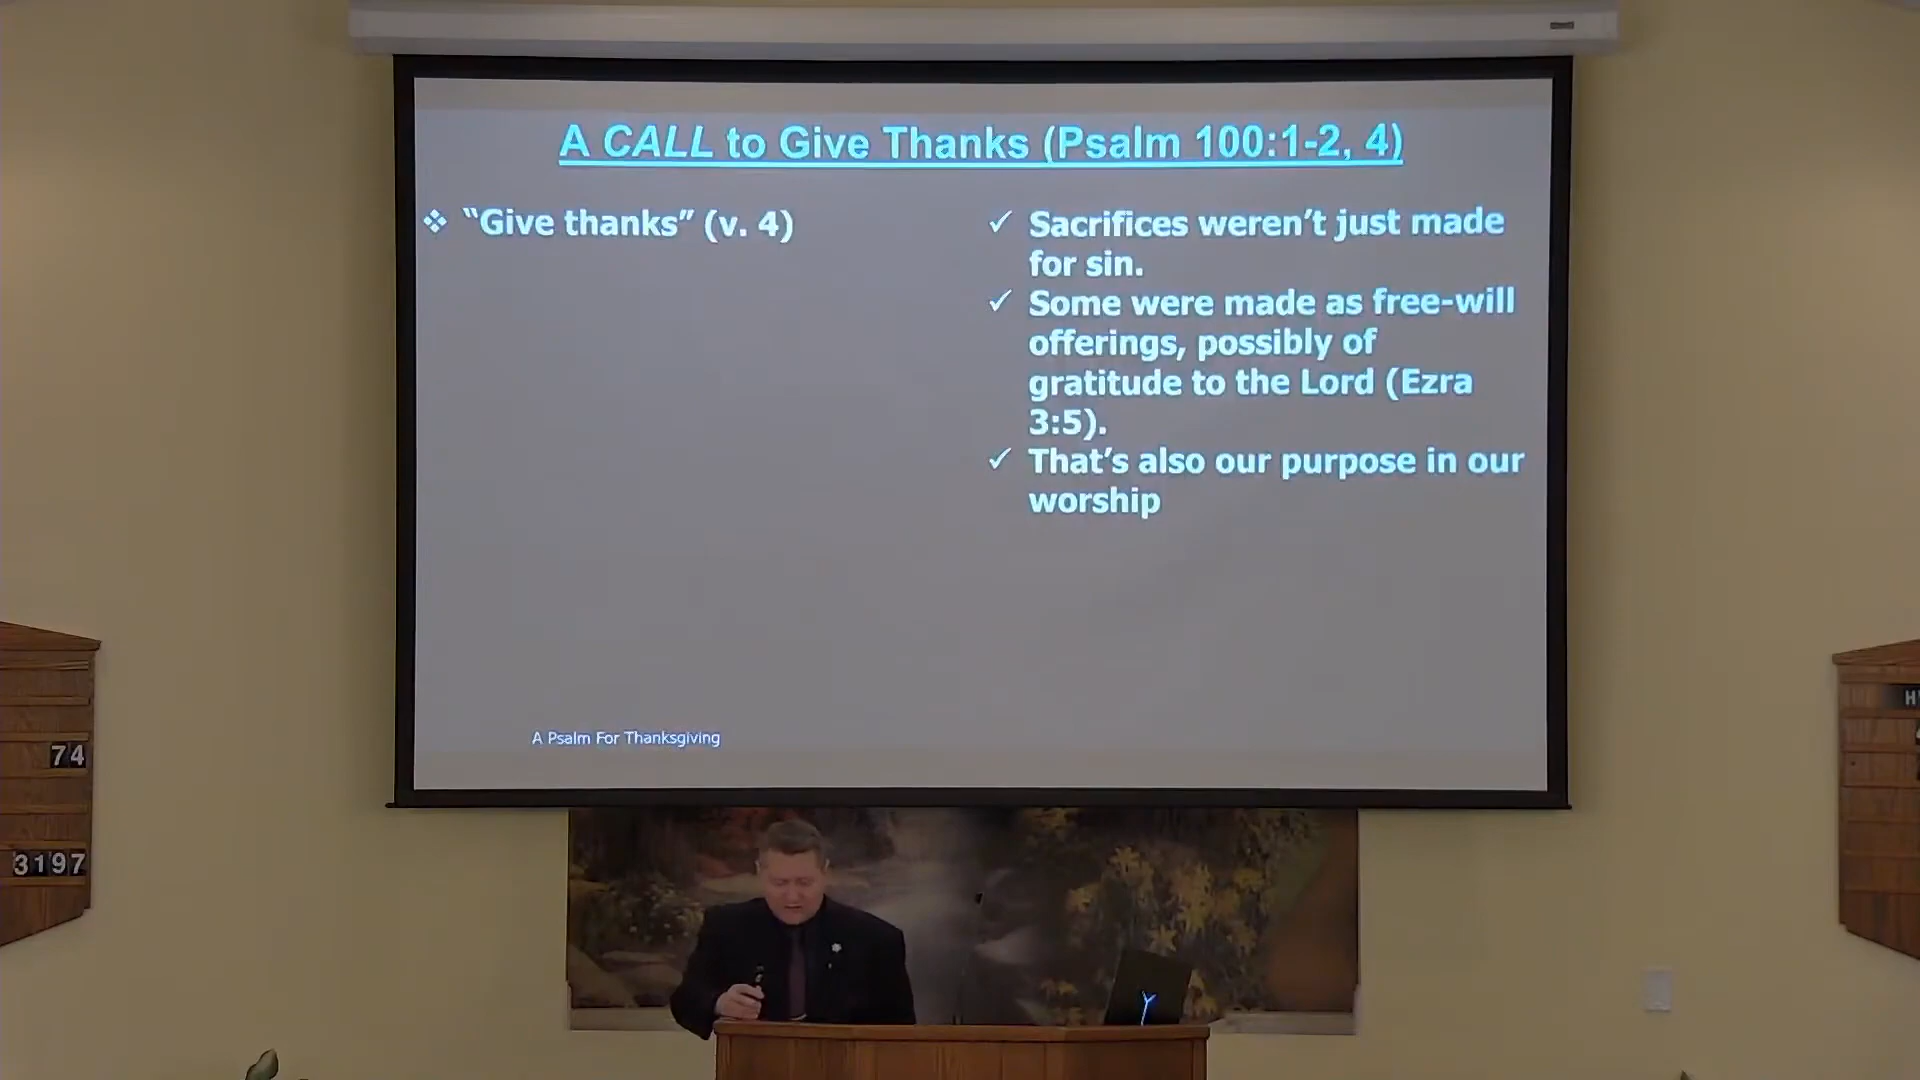 A CALL to Give Thanks (Psalm 100:1-2, 4)
❖ “Give thanks” (v. 4)
✓ Sacrifices weren’t just made
for sin.
✓ Some were made as free-will
offerings, possibly of
gratitude to the Lord (Ezra
3:5).
✓ That’s also our purpose in our
worship
A Psalm For Thanksgiving
74
3197